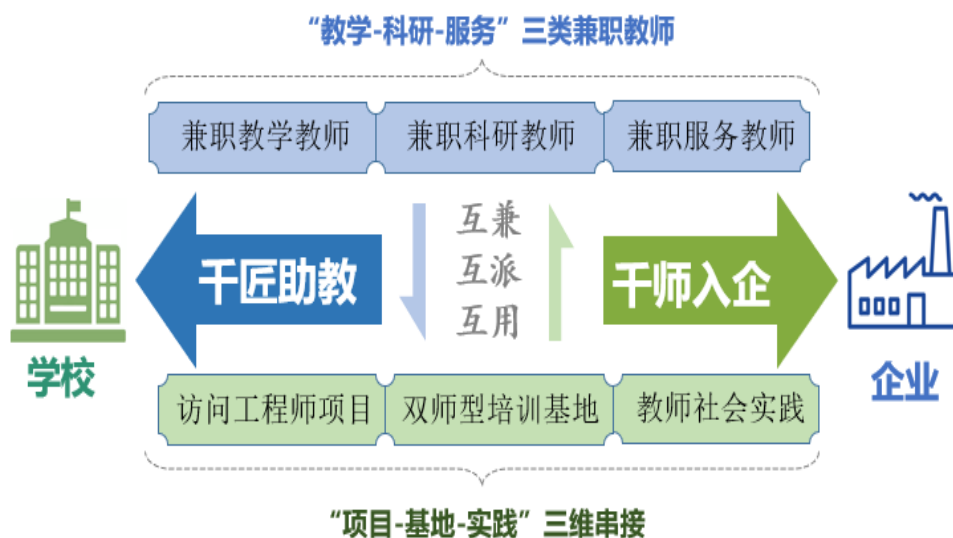 “教学-科研-服务”三类兼职教师
兼职教学教师 兼职科研教师 兼职服务教师
互兼
互派
互用
千匠助教 千师入企
学校 企业
访问工程师项目 双师型培训基地 教师社会实践
“项目-基地-实践”三维串接